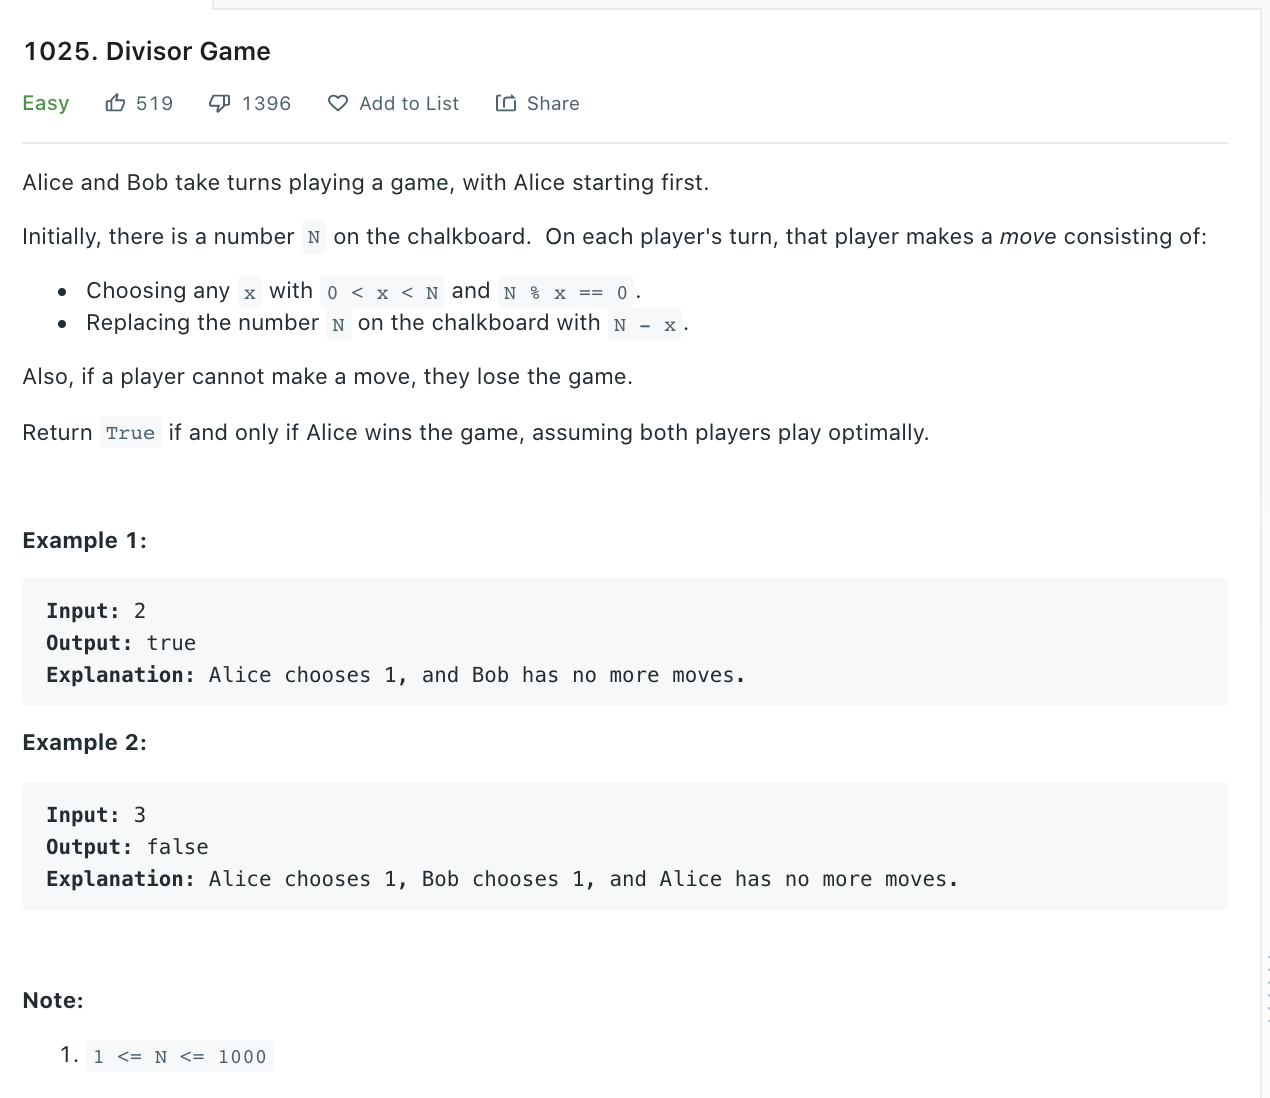 1025. Divisor Game
Easy 519 1396 Add to List Share
Alice and Bob take turns playing a game, with Alice starting first.
Initially, there is a number N on the chalkboard.  On each player's turn, that player makes a move consisting of:
• Choosing any x with 0 < x < N and N % x == 0.
• Replacing the number N on the chalkboard with N - x.
Also, if a player cannot make a move, they lose the game.
Return True if and only if Alice wins the game, assuming both players play optimally.
Example 1:
Input: 2
Output: true
Explanation: Alice chooses 1, and Bob has no more moves.
Example 2:
Input: 3
Output: false
Explanation: Alice chooses 1, Bob chooses 1, and Alice has no more moves.
Note:
1. 1 <= N <= 1000